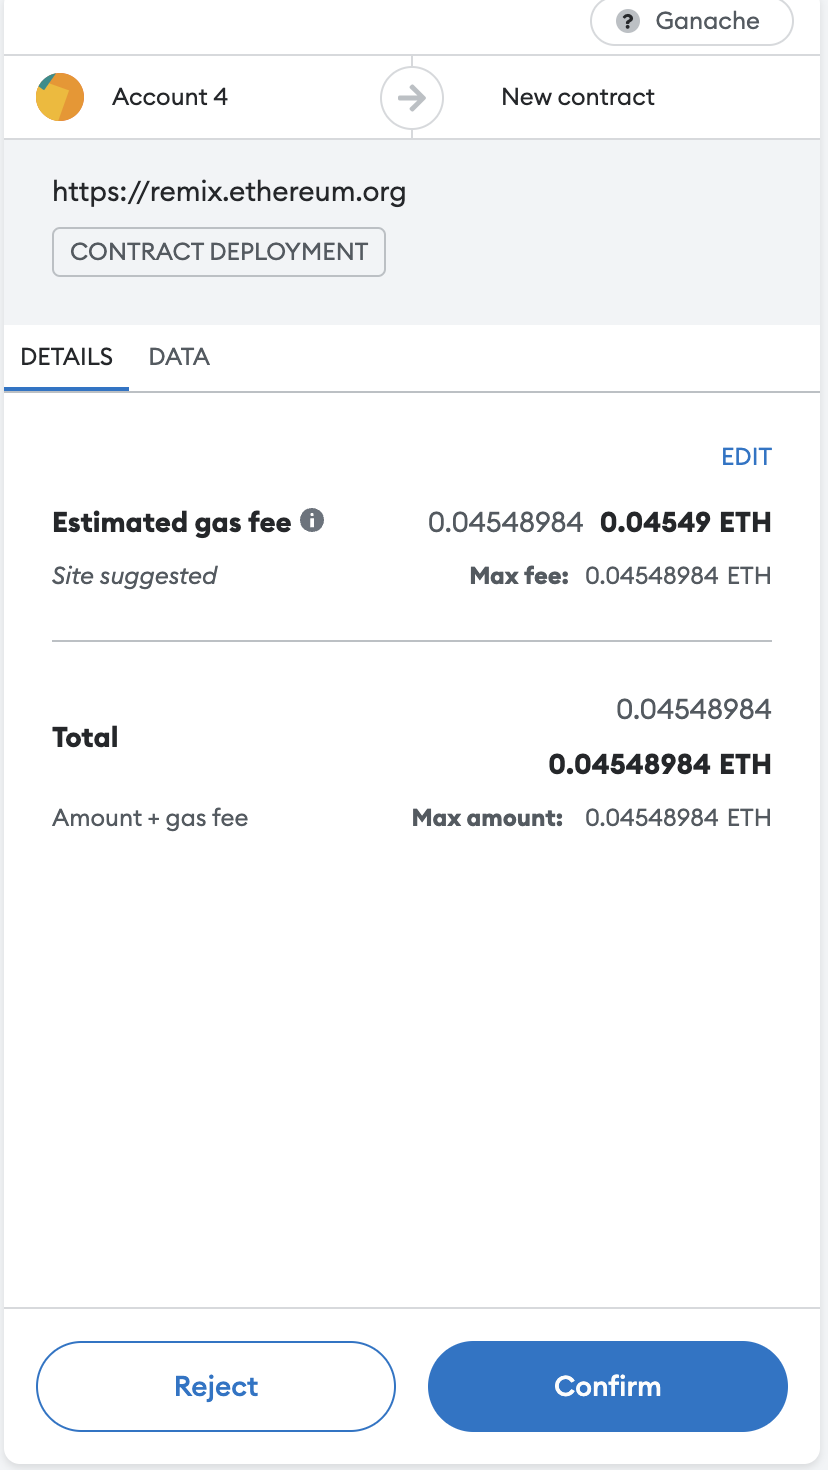 ? Ganache
Account 4 New contract
https://remix.ethereum.org
CONTRACT DEPLOYMENT
DETAILS DATA
EDIT
Estimated gas fee i 0.04548984 0.04549 ETH
Site suggested Max fee: 0.04548984 ETH
0.04548984
Total
0.04548984 ETH
Amount + gas fee Max amount: 0.04548984 ETH
Reject Confirm